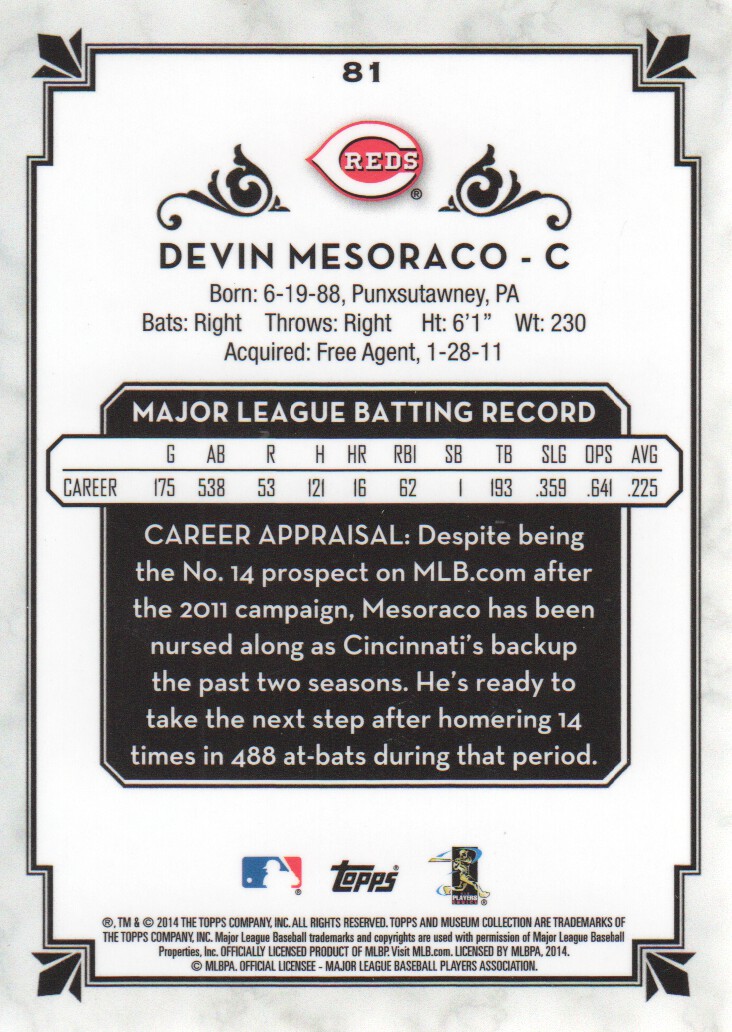 81
REDS ®
DEVIN MESORACO - C
Born: 6-19-88, Punxsutawney, PA
Bats: Right Throws: Right Ht: 6'1" Wt: 230
Acquired: Free Agent, 1-28-11
MAJOR LEAGUE BATTING RECORD
G AB R H HR RBI SB TB SLG OPS AVG
CAREER 175 538 53 121 16 62 1 193 .359 .641 .225
CAREER APPRAISAL: Despite being
the No. 14 prospect on MLB.com after
the 2011 campaign, Mesoraco has been
nursed along as Cincinnati's backup
the past two seasons. He's ready to
take the next step after homering 14
times in 488 at-bats during that period.
® Topps ® PLAYERS ®
®, TM & © 2014 THE TOPPS COMPANY, INC. ALL RIGHTS RESERVED. TOPPS AND MUSEUM COLLECTION ARE TRADEMARKS OF
THE TOPPS COMPANY, INC. Major League Baseball trademarks and copyrights are used with permission of Major League Baseball
Properties, Inc. OFFICIALLY LICENSED PRODUCT OF MLBP. Visit MLB.com. LICENSED BY MLBPA, 2014.
© MLBPA. OFFICIAL LICENSEE - MAJOR LEAGUE BASEBALL PLAYERS ASSOCIATION.